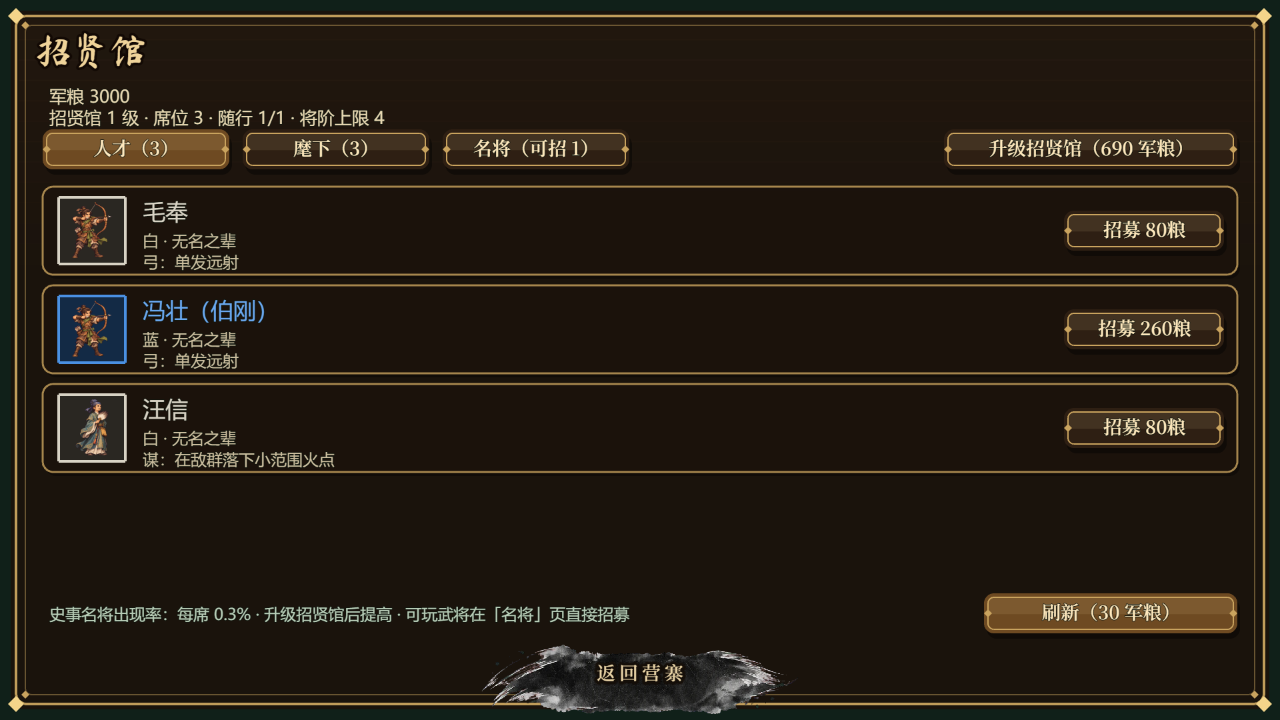 招贤馆
军粮 3000
招贤馆 1 级 · 席位 3 · 随行 1/1 · 将阶上限 4
人才（3）
麾下（3）
名将（可招 1）
升级招贤馆（690 军粮）
毛奉
白 · 无名之辈
弓：单发远射
招募 80粮
冯壮（伯刚）
蓝 · 无名之辈
弓：单发远射
招募 260粮
汪信
白 · 无名之辈
谋：在敌群落下小范围火点
招募 80粮
史事名将出现率：每席 0.3% · 升级招贤馆后提高 · 可玩武将在「名将」页直接招募
刷新（30 军粮）
返回营寨